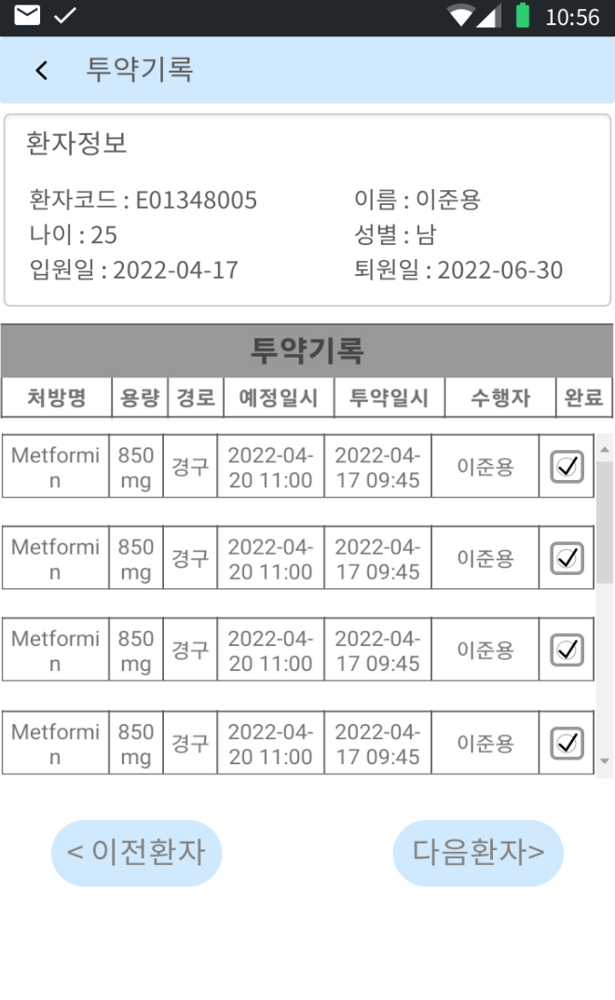 10:56
투약기록
환자정보
환자코드 : E01348005 이름 : 이준용
나이 : 25 성별 : 남
입원일 : 2022-04-17 퇴원일 : 2022-06-30
투약기록
처방명 용량 경로 예정일시 투약일시 수행자 완료
Metformi 850 경구 2022-04- 2022-04- 이준용
n mg 20 11:00 17 09:45
Metformi 850 경구 2022-04- 2022-04- 이준용
n mg 20 11:00 17 09:45
Metformi 850 경구 2022-04- 2022-04- 이준용
n mg 20 11:00 17 09:45
Metformi 850 경구 2022-04- 2022-04- 이준용
n mg 20 11:00 17 09:45
< 이전환자 다음환자>